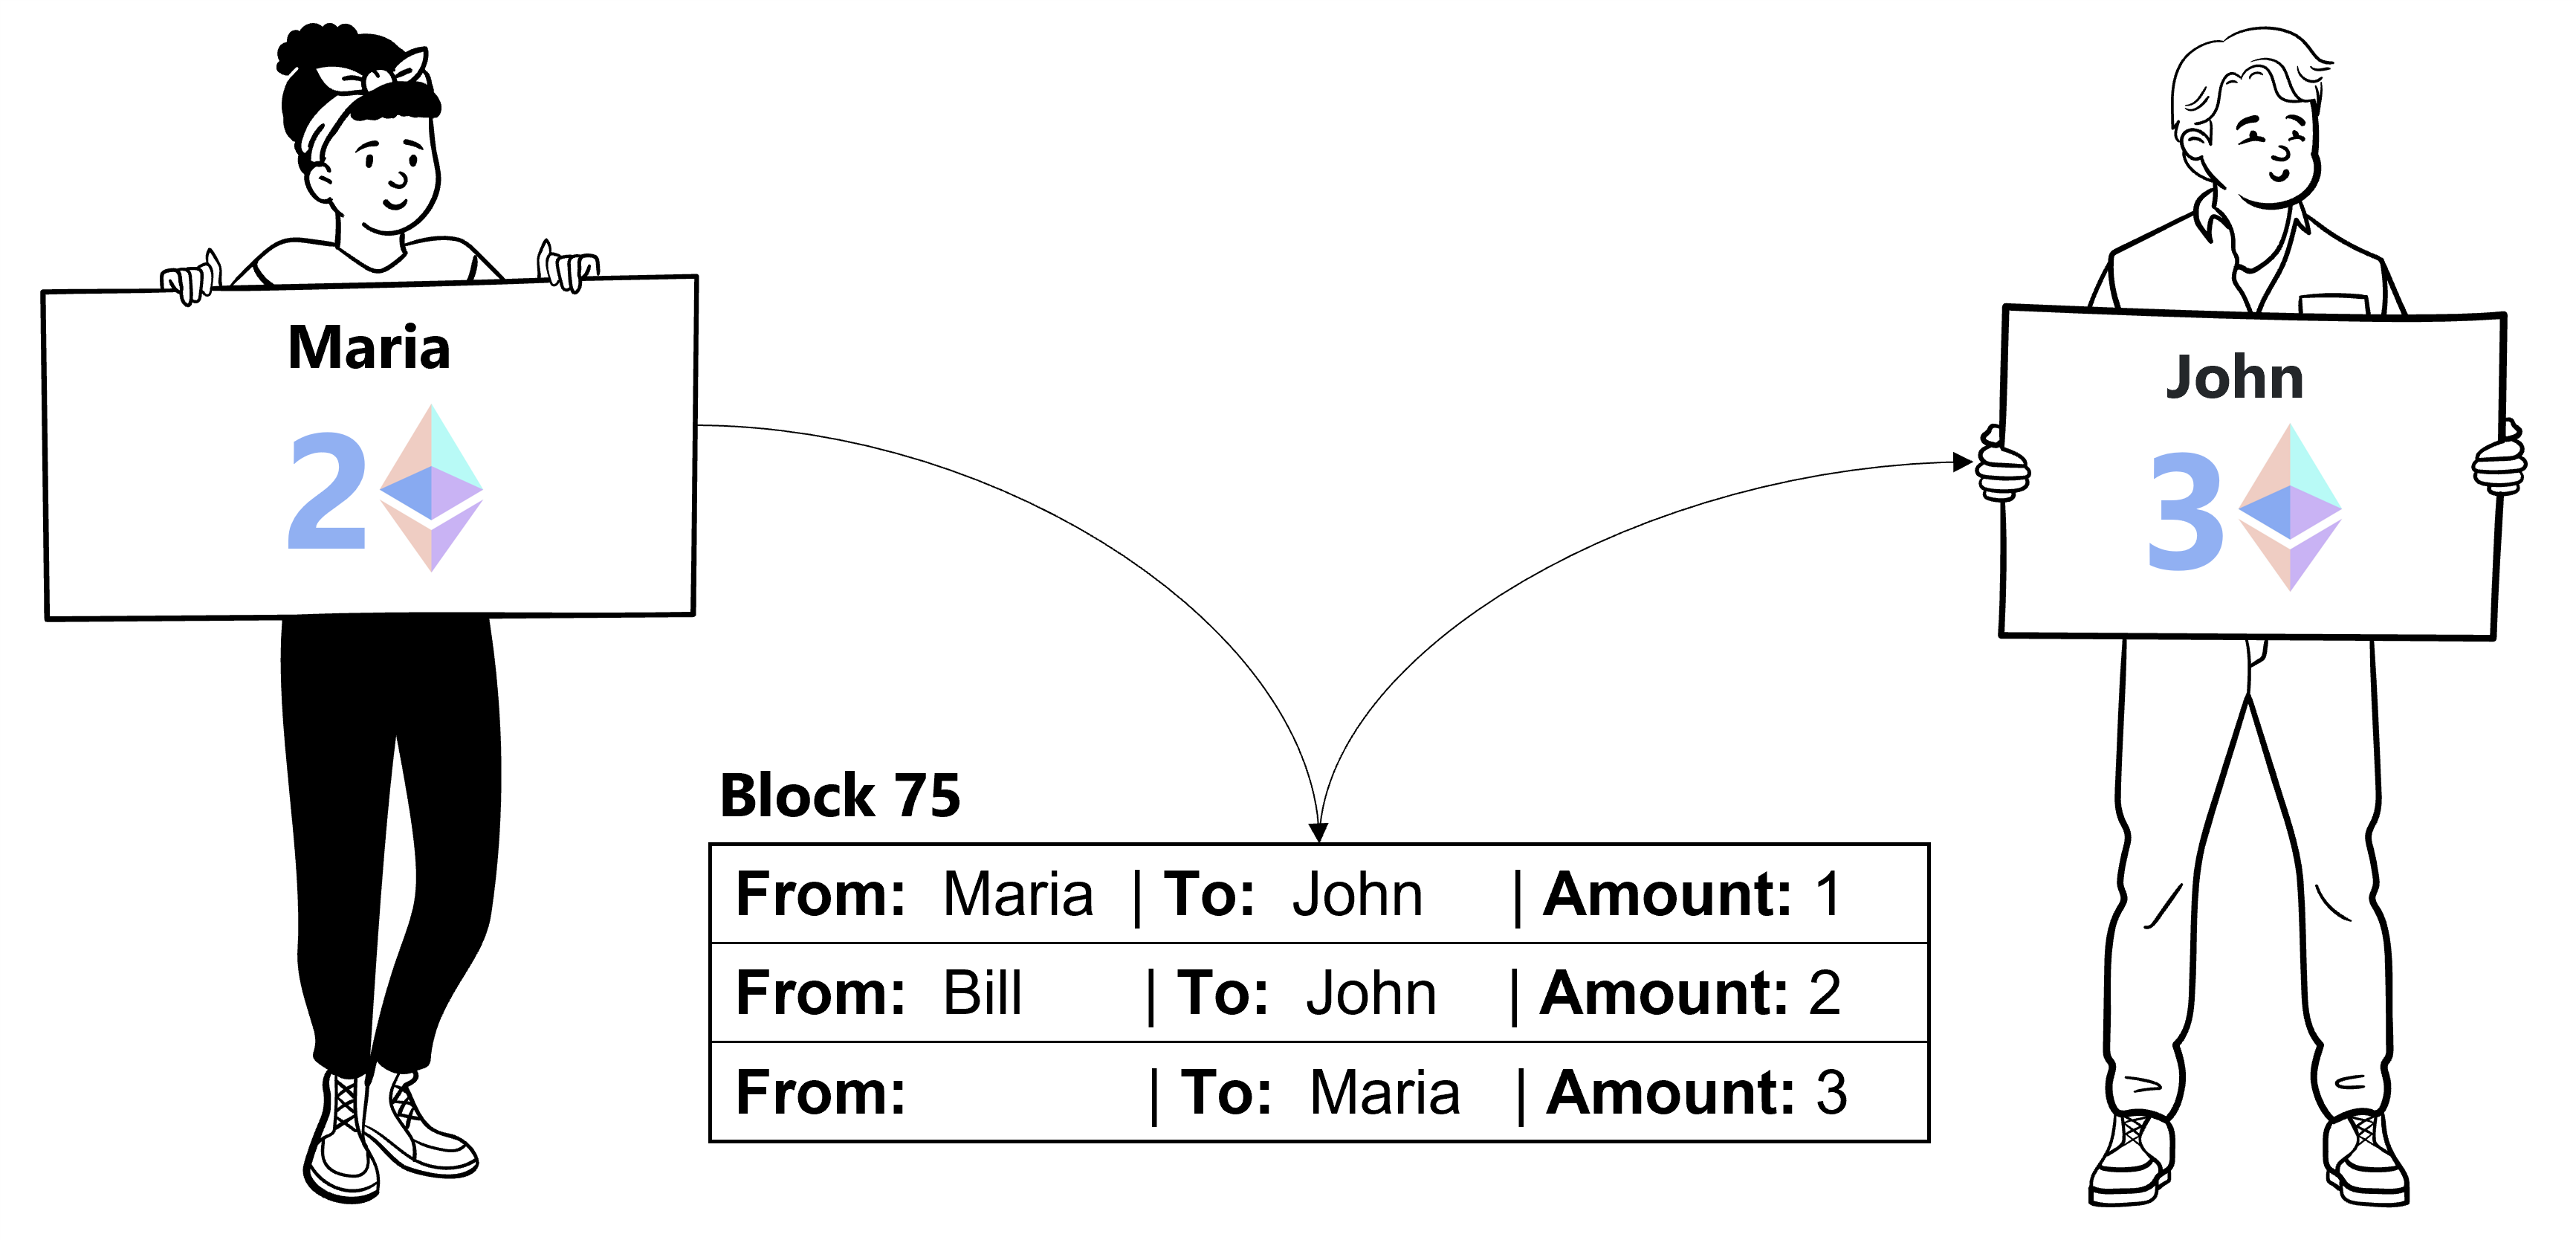 Maria
2
John
3
Block 75
From: Maria | To: John | Amount: 1
From: Bill | To: John | Amount: 2
From: | To: Maria | Amount: 3